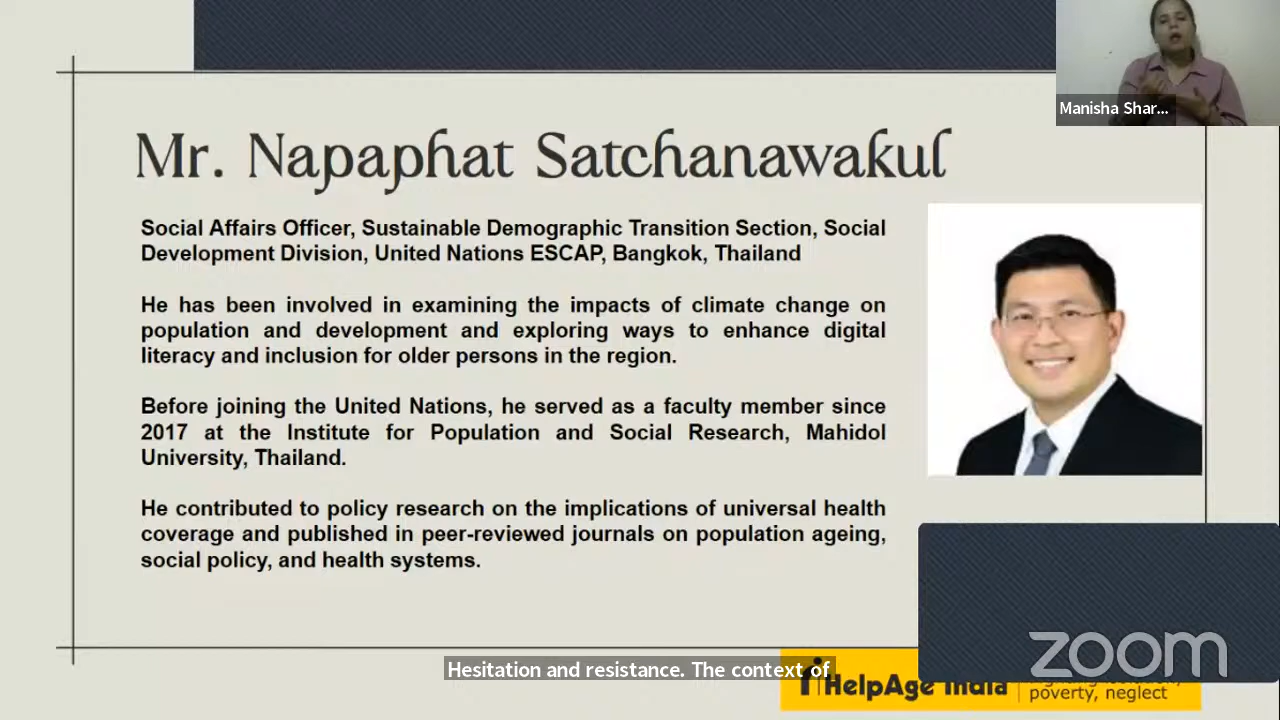 Manisha Shar...
Mr. Napaphat Satchanawakul
Social Affairs Officer, Sustainable Demographic Transition Section, Social
Development Division, United Nations ESCAP, Bangkok, Thailand
He has been involved in examining the impacts of climate change on
population and development and exploring ways to enhance digital
literacy and inclusion for older persons in the region.
Before joining the United Nations, he served as a faculty member since
2017 at the Institute for Population and Social Research, Mahidol
University, Thailand.
He contributed to policy research on the implications of universal health
coverage and published in peer-reviewed journals on population ageing,
social policy, and health systems.
zoom
Hesitation and resistance. The context of
HelpAge India
poverty, neglect